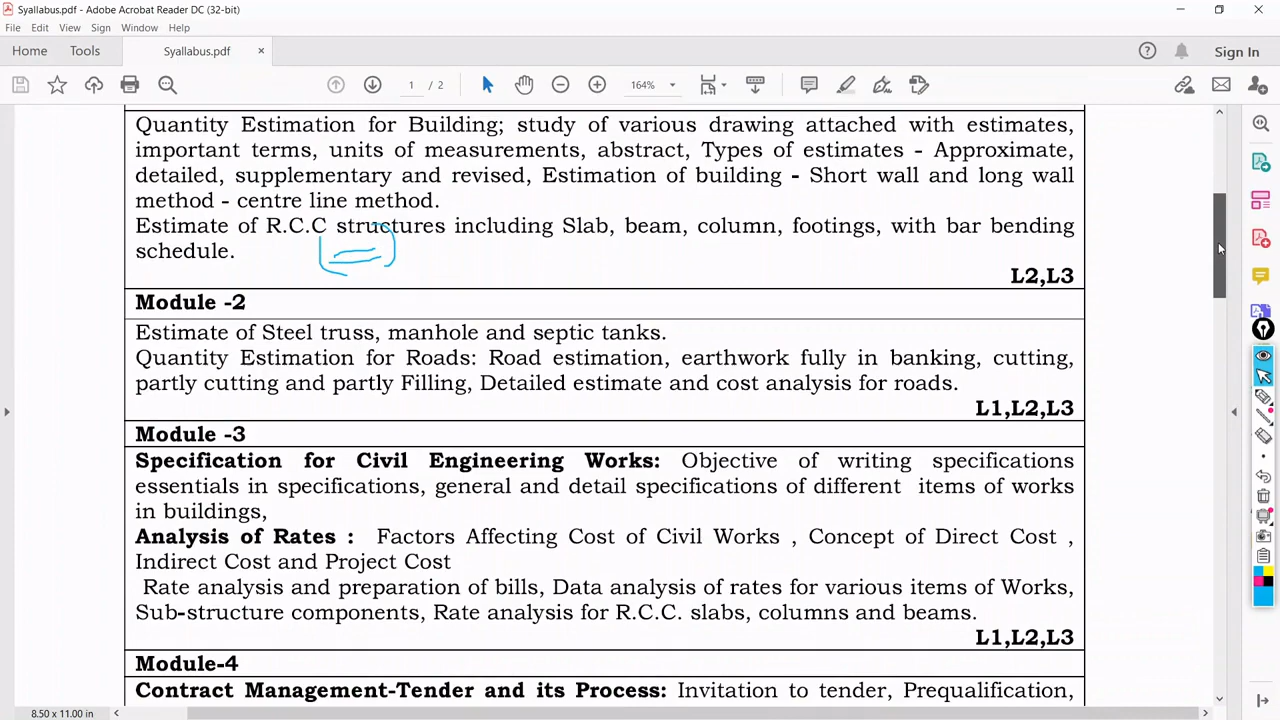 Syallabus.pdf - Adobe Acrobat Reader DC (32-bit)
File Edit View Sign Window Help
Home Tools Syallabus.pdf × Sign In
1 / 2 164%
Quantity Estimation for Building; study of various drawing attached with estimates,
important terms, units of measurements, abstract, Types of estimates - Approximate,
detailed, supplementary and revised, Estimation of building - Short wall and long wall
method - centre line method.
Estimate of R.C.C structures including Slab, beam, column, footings, with bar bending
schedule.
L2,L3
Module -2
Estimate of Steel truss, manhole and septic tanks.
Quantity Estimation for Roads: Road estimation, earthwork fully in banking, cutting,
partly cutting and partly Filling, Detailed estimate and cost analysis for roads.
L1,L2,L3
Module -3
Specification for Civil Engineering Works: Objective of writing specifications
essentials in specifications, general and detail specifications of different items of works
in buildings,
Analysis of Rates : Factors Affecting Cost of Civil Works , Concept of Direct Cost ,
Indirect Cost and Project Cost
Rate analysis and preparation of bills, Data analysis of rates for various items of Works,
Sub-structure components, Rate analysis for R.C.C. slabs, columns and beams.
L1,L2,L3
Module-4
Contract Management-Tender and its Process: Invitation to tender, Prequalification,
8.50 x 11.00 in